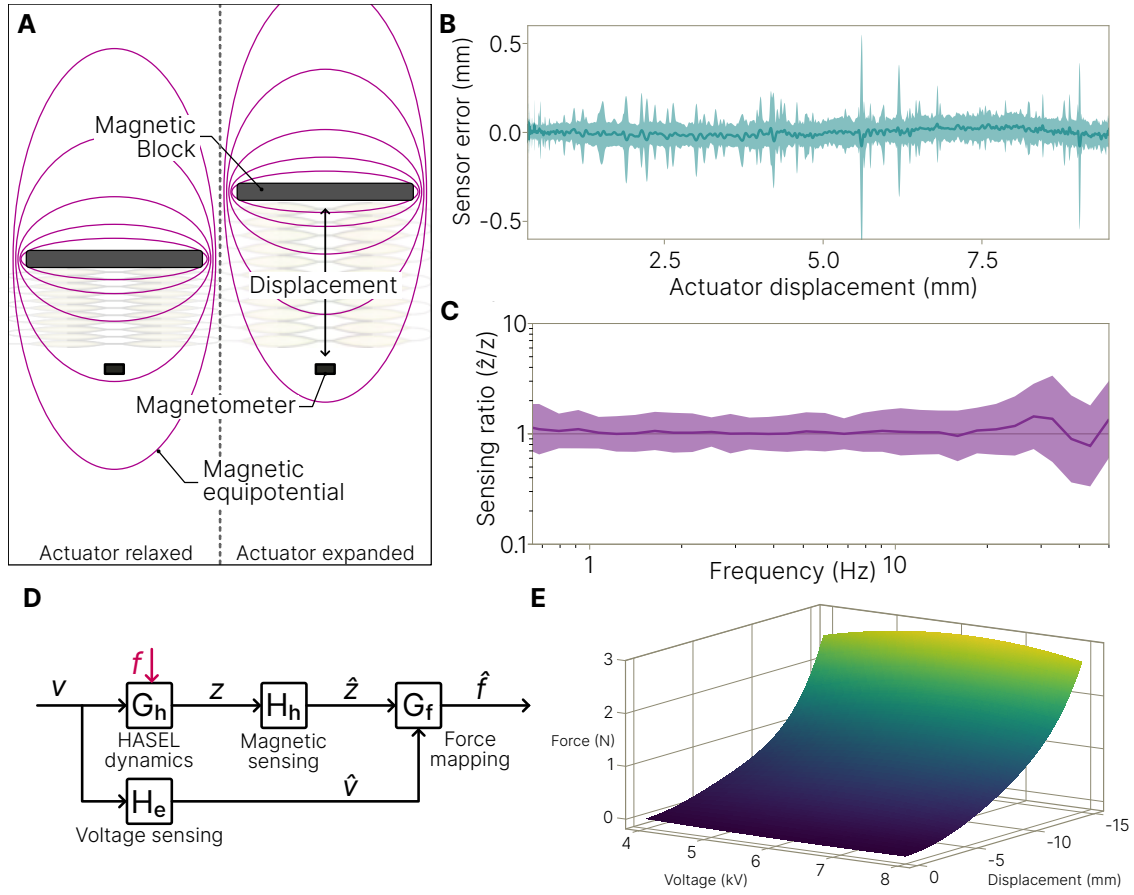 A
Magnetic
Block
Displacement
Magnetometer
Magnetic
equipotential
Actuator relaxed
Actuator expanded
B
Sensor error (mm)
0.5
0.0
-0.5
2.5
5.0
7.5
Actuator displacement (mm)
C
Sensing ratio (ẑ/z)
10
1
0.1
1
10
Frequency (Hz)
D
f
v
G_h
z
H_h
ẑ
G_f
f̂
HASEL
dynamics
Magnetic
sensing
Force
mapping
H_e
v̂
Voltage sensing
E
Force (N)
3
2
1
0
4
5
6
7
8
Voltage (kV)
0
-5
-10
-15
Displacement (mm)